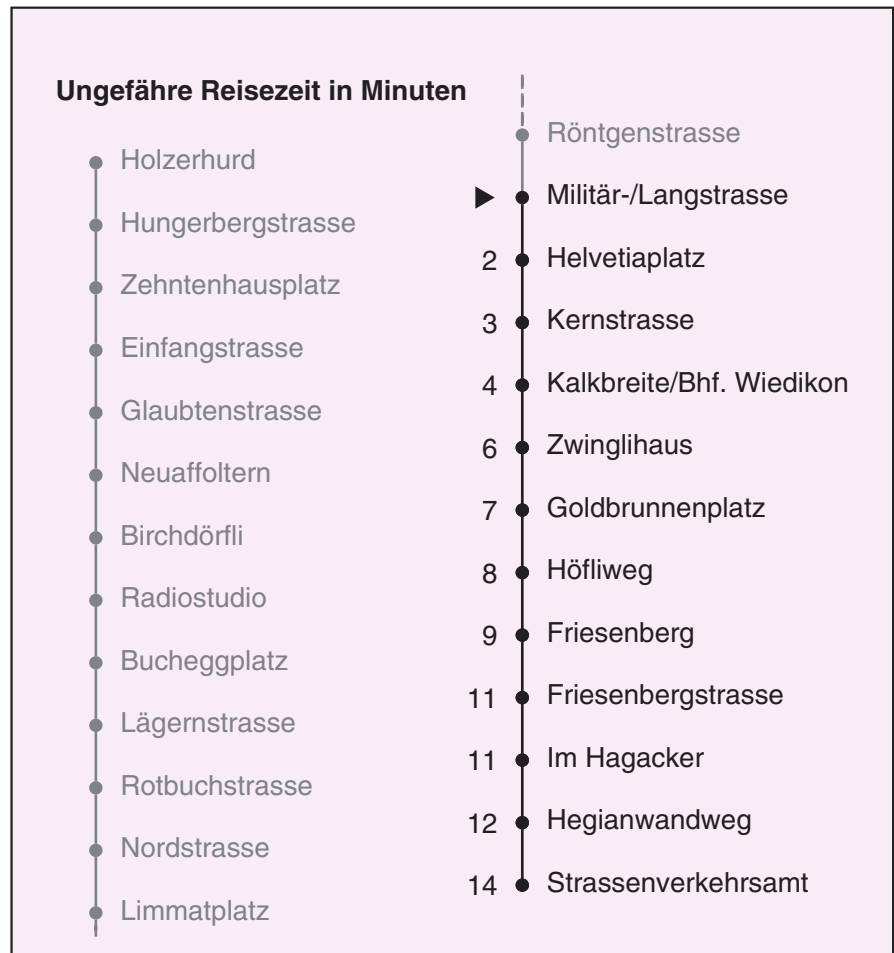 Ungefähre Reisezeit in Minuten
Holzerhurd
Hungerbergstrasse
Zehntenhausplatz
Einfangstrasse
Glaubtenstrasse
Neuaffoltern
Birchdörfli
Radiostudio
Bucheggplatz
Lägernstrasse
Rotbuchstrasse
Nordstrasse
Limmatplatz
Röntgenstrasse
Militär-/Langstrasse
2 Helvetiaplatz
3 Kernstrasse
4 Kalkbreite/Bhf. Wiedikon
6 Zwinglihaus
7 Goldbrunnenplatz
8 Höfliweg
9 Friesenberg
11 Friesenbergstrasse
11 Im Hagacker
12 Hegianwandweg
14 Strassenverkehrsamt